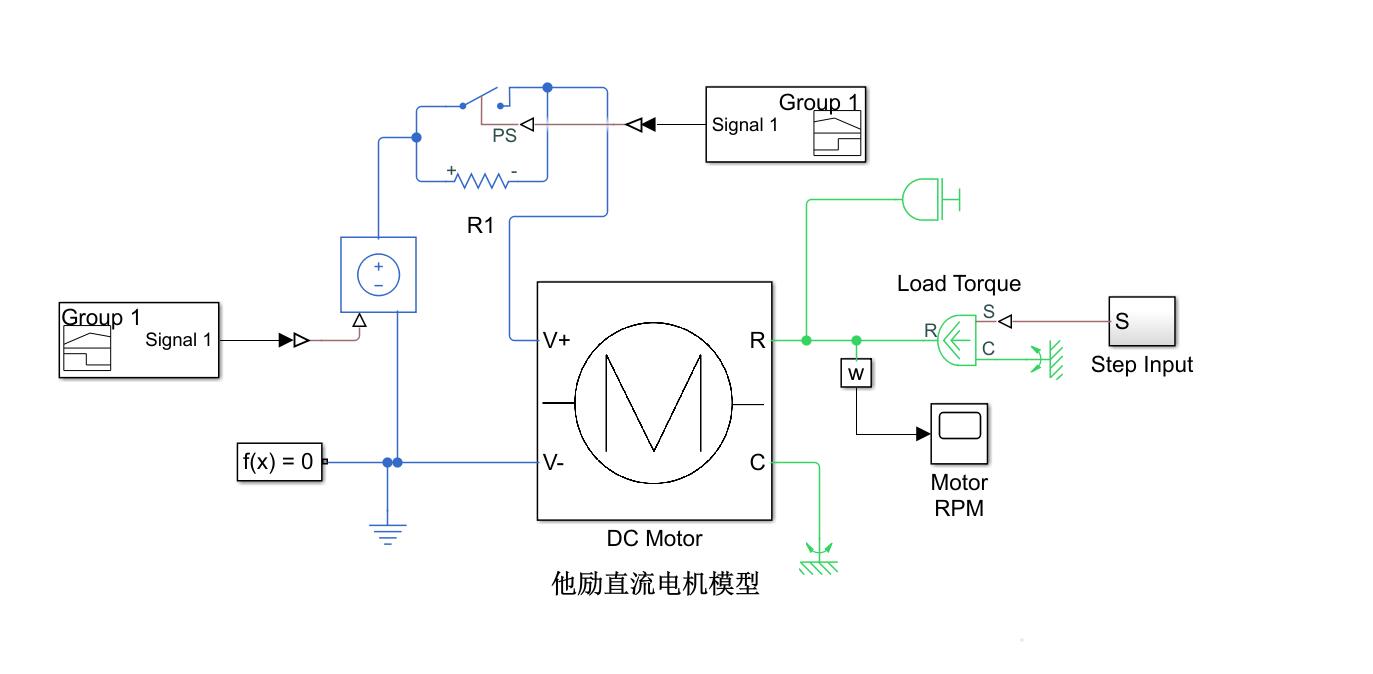 Group 1
Signal 1
PS
+ -
R1
+
−
Group 1
Signal 1
Load Torque
S
R
C
S
Step Input
V+
R
w
M
f(x) = 0
V-
C
Motor
RPM
DC Motor
他励直流电机模型